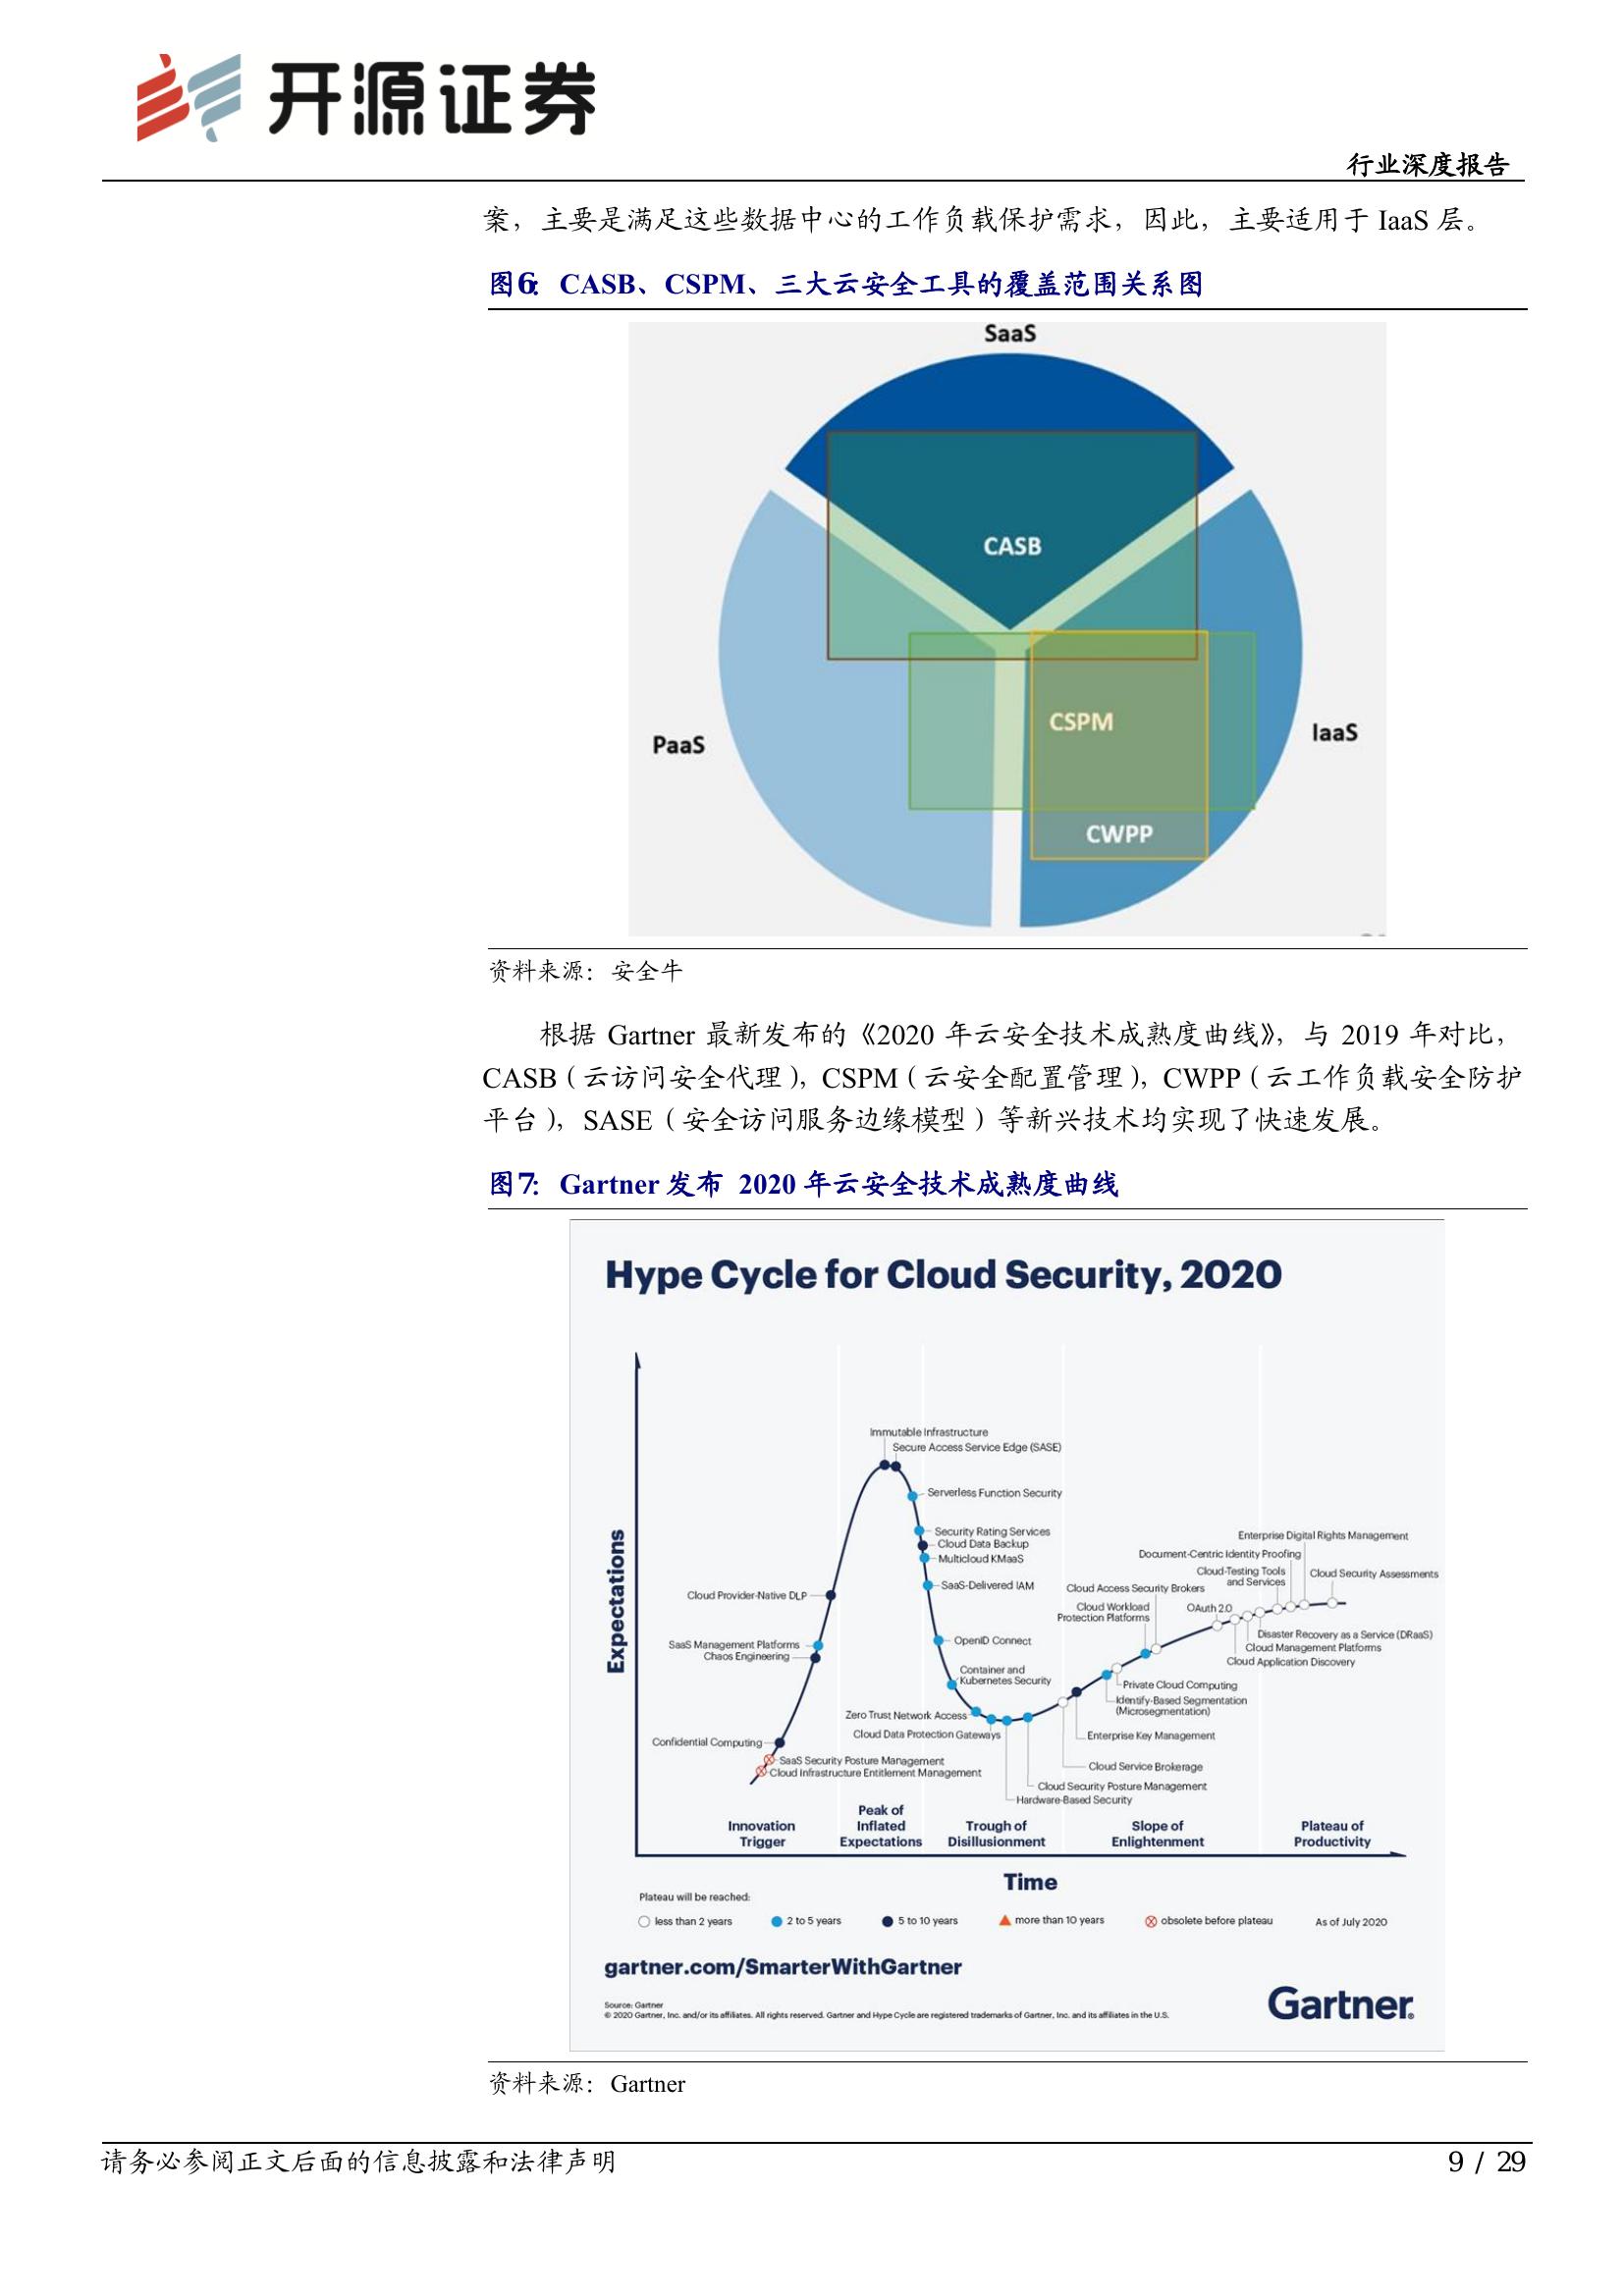 开源证券
行业深度报告
案，主要是满足这些数据中心的工作负载保护需求，因此，主要适用于 IaaS 层。
图6： CASB、CSPM、三大云安全工具的覆盖范围关系图
SaaS
CASB
CSPM
PaaS
IaaS
CWPP
资料来源：安全牛
根据 Gartner 最新发布的《2020 年云安全技术成熟度曲线》，与 2019 年对比，
CASB（云访问安全代理），CSPM（云安全配置管理），CWPP（云工作负载安全防护
平台），SASE（安全访问服务边缘模型）等新兴技术均实现了快速发展。
图7： Gartner 发布 2020 年云安全技术成熟度曲线
Hype Cycle for Cloud Security, 2020
Expectations
Immutable Infrastructure
Secure Access Service Edge (SASE)
Serverless Function Security
Security Rating Services
Cloud Data Backup
Multicloud KMaaS
SaaS-Delivered IAM
OpenID Connect
Container and
Kubernetes Security
Cloud Provider-Native DLP
SaaS Management Platforms
Chaos Engineering
Confidential Computing
SaaS Security Posture Management
Cloud Infrastructure Entitlement Management
Zero Trust Network Access
Cloud Data Protection Gateways
Hardware-Based Security
Cloud Security Posture Management
Cloud Service Brokerage
Enterprise Key Management
Identify-Based Segmentation
(Microsegmentation)
Private Cloud Computing
Cloud Workload
Protection Platforms
Cloud Access Security Brokers
OAuth 2.0
Cloud Application Discovery
Cloud Management Platforms
Disaster Recovery as a Service (DRaaS)
Cloud-Testing Tools
and Services
Document-Centric Identity Proofing
Enterprise Digital Rights Management
Cloud Security Assessments
Innovation
Trigger
Peak of
Inflated
Expectations
Trough of
Disillusionment
Slope of
Enlightenment
Plateau of
Productivity
Time
Plateau will be reached:
less than 2 years
2 to 5 years
5 to 10 years
more than 10 years
obsolete before plateau
As of July 2020
gartner.com/SmarterWithGartner
Source: Gartner
© 2020 Gartner, Inc. and/or its affiliates. All rights reserved. Gartner and Hype Cycle are registered trademarks of Gartner, Inc. and its affiliates in the U.S.
Gartner®
资料来源：Gartner
请务必参阅正文后面的信息披露和法律声明
9 / 29